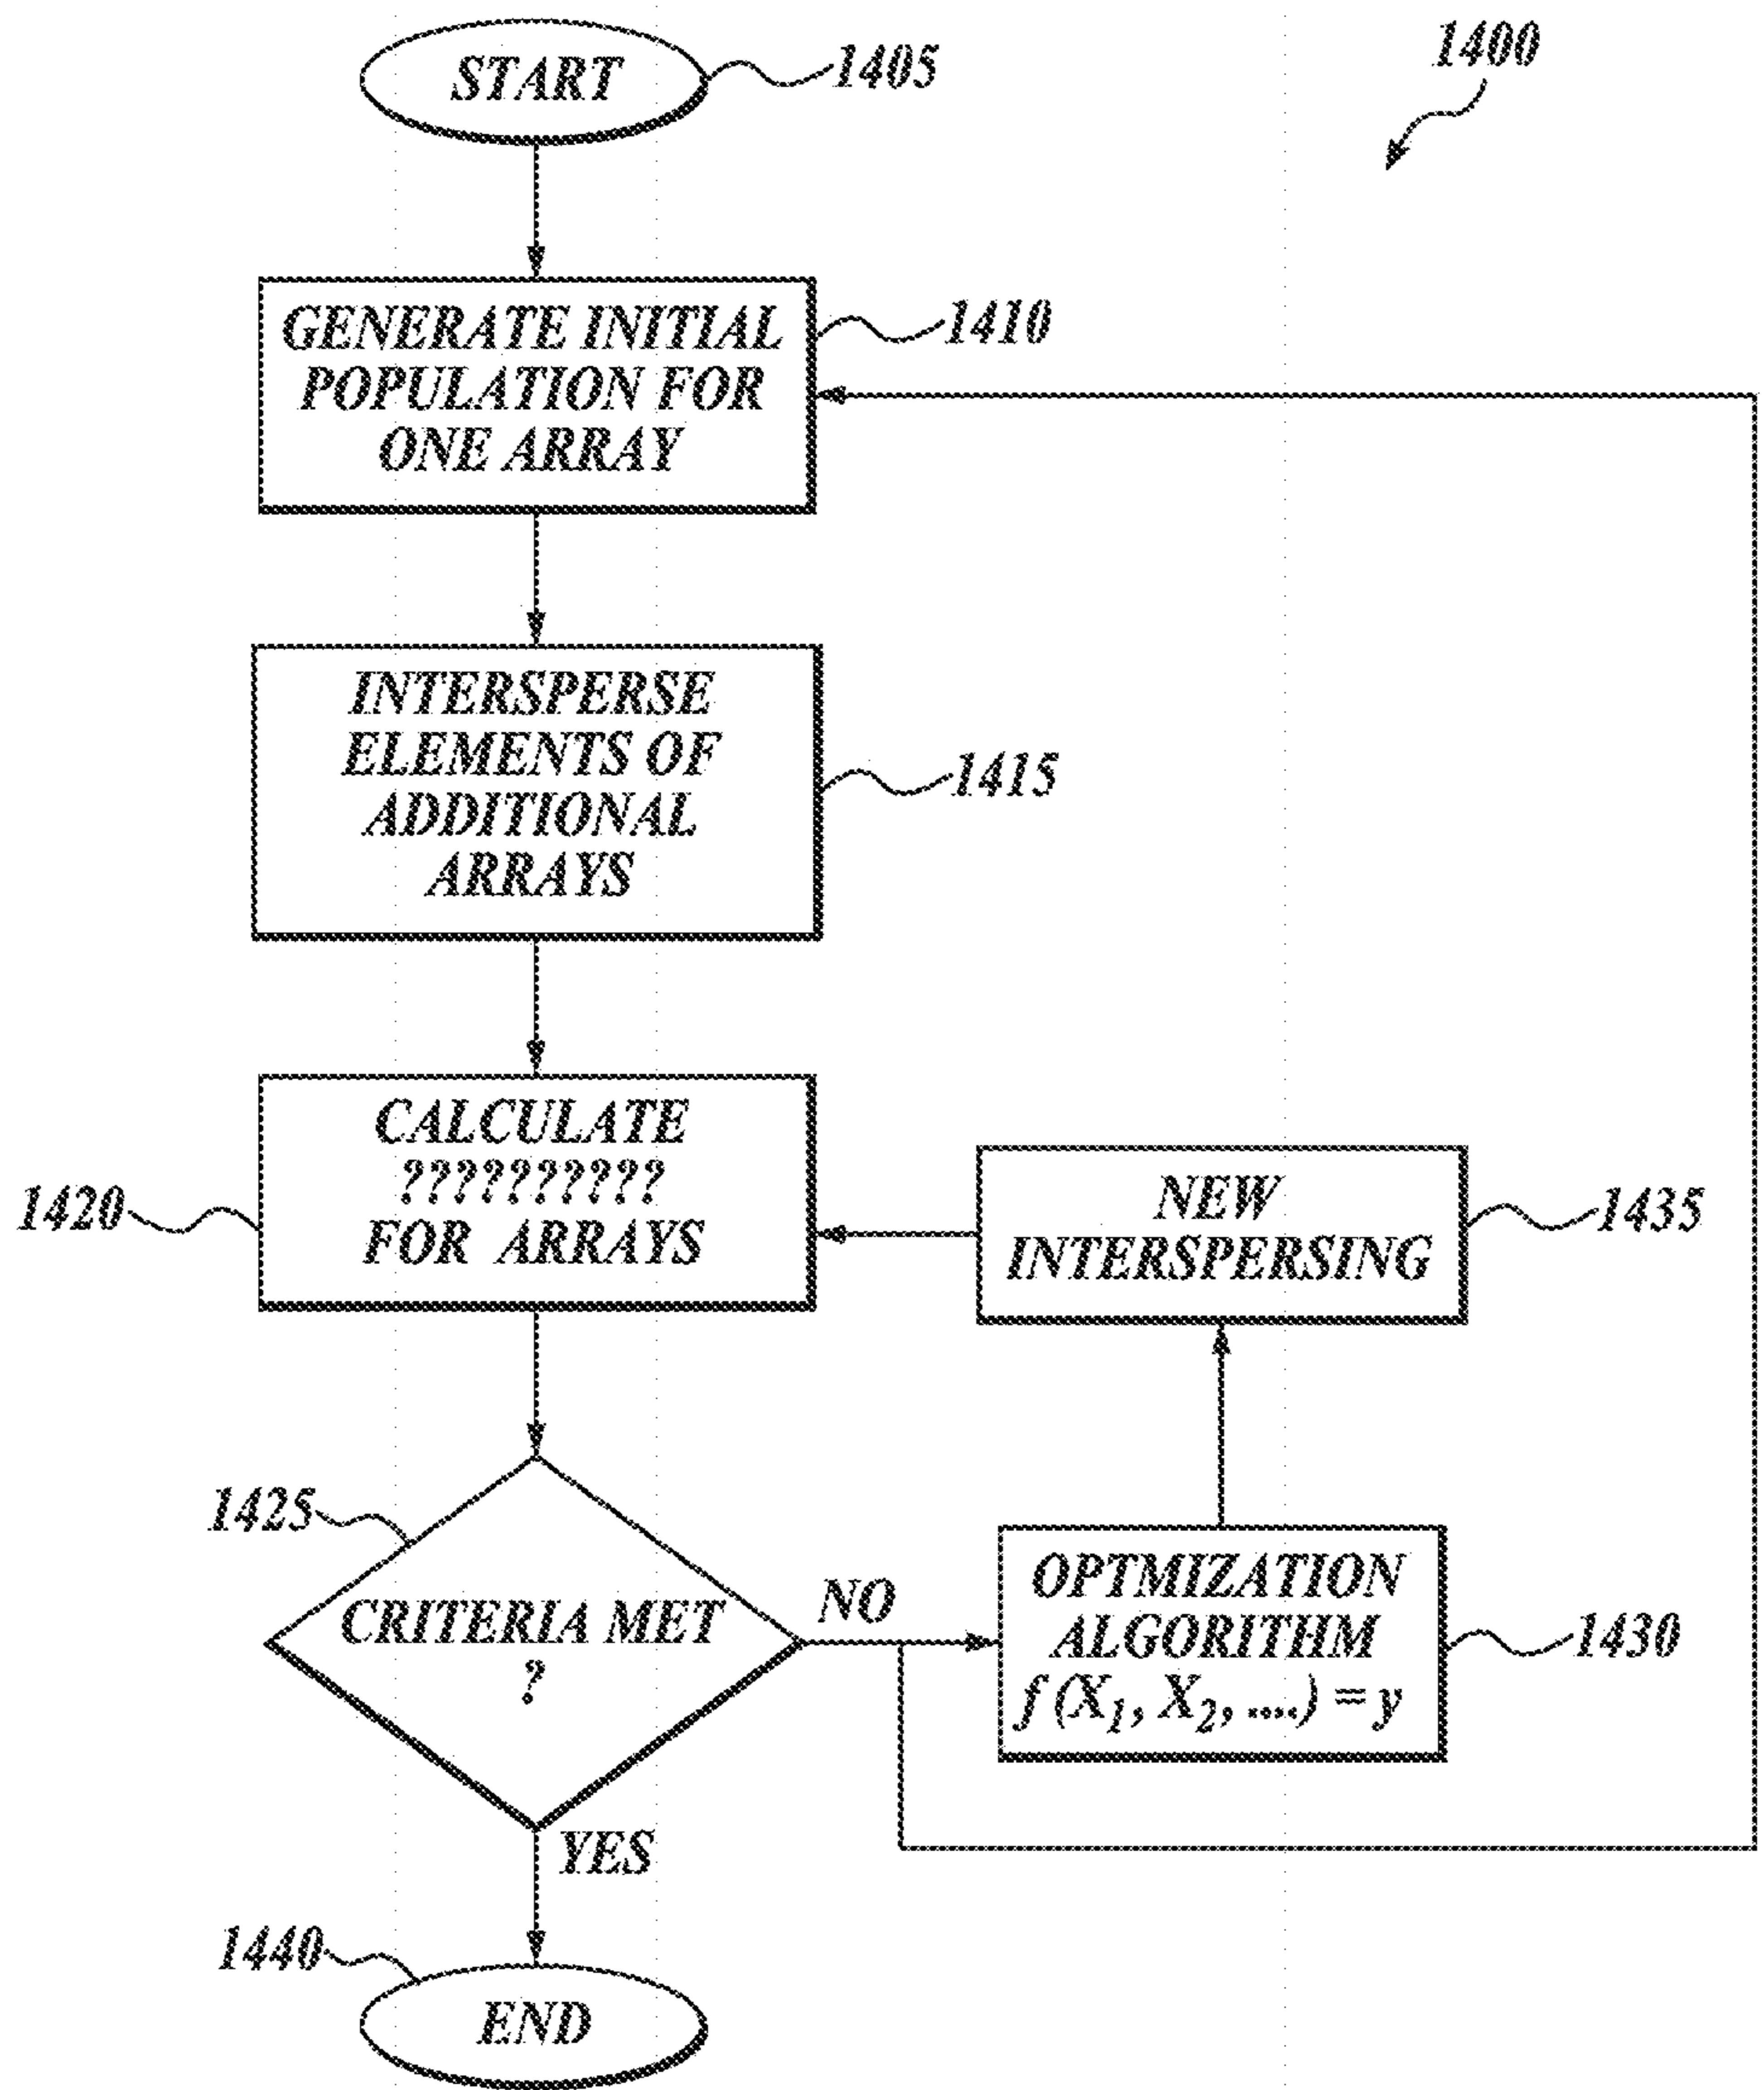 START
1405
1400
GENERATE INITIAL
POPULATION FOR
ONE ARRAY
1410
INTERSPERSE
ELEMENTS OF
ADDITIONAL
ARRAYS
1415
CALCULATE
??????????
FOR ARRAYS
1420
NEW
INTERSPERSING
1435
1425
CRITERIA MET
?
NO
OPTMIZATION
ALGORITHM
f (X₁, X₂, ....) = y
1430
YES
1440
END